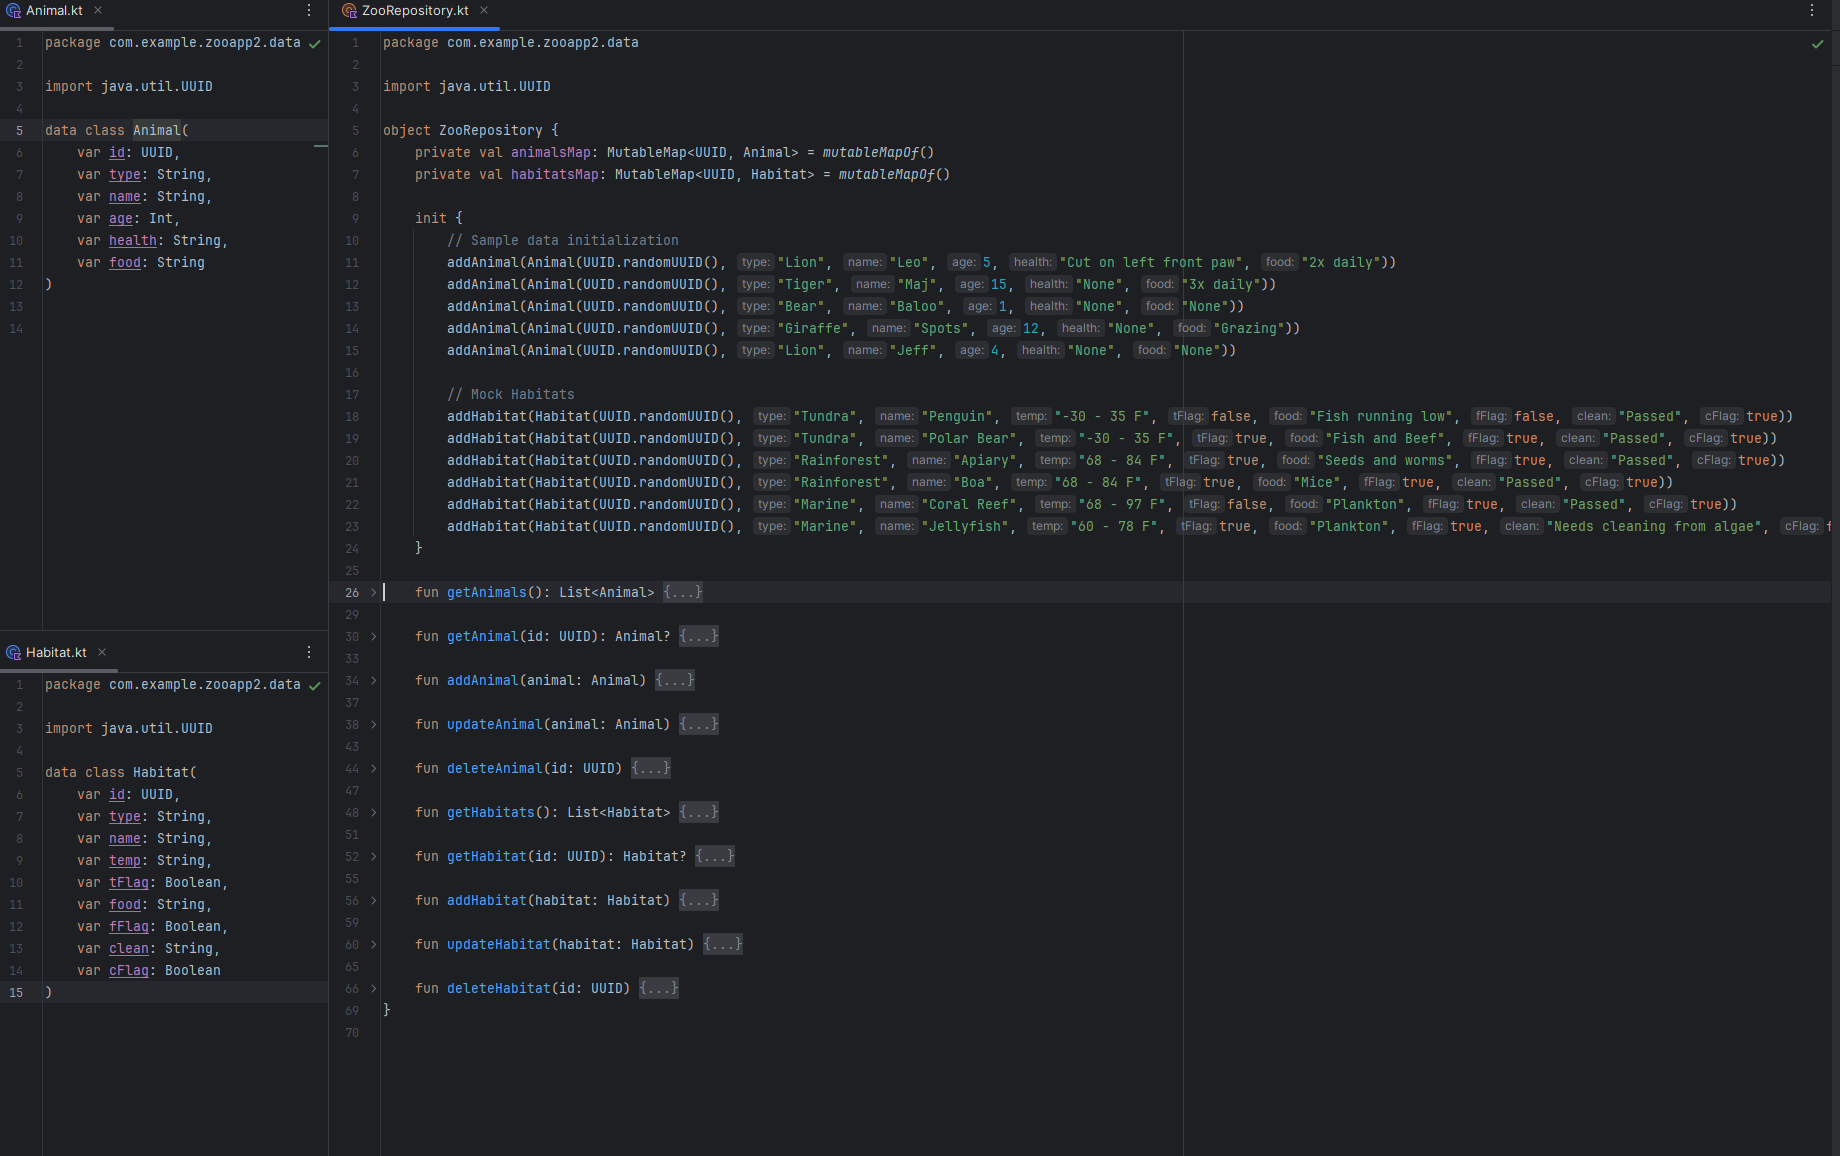 Animal.kt
1 package com.example.zooapp2.data
2
3 import java.util.UUID
4
5 data class Animal(
6 var id: UUID,
7 var type: String,
8 var name: String,
9 var age: Int,
10 var health: String,
11 var food: String
12 )
13
14
Habitat.kt
1 package com.example.zooapp2.data
2
3 import java.util.UUID
4
5 data class Habitat(
6 var id: UUID,
7 var type: String,
8 var name: String,
9 var temp: String,
10 var tFlag: Boolean,
11 var food: String,
12 var fFlag: Boolean,
13 var clean: String,
14 var cFlag: Boolean
15 )
ZooRepository.kt
1 package com.example.zooapp2.data
2
3 import java.util.UUID
4
5 object ZooRepository {
6 private val animalsMap: MutableMap<UUID, Animal> = mutableMapOf()
7 private val habitatsMap: MutableMap<UUID, Habitat> = mutableMapOf()
8
9 init {
10 // Sample data initialization
11 addAnimal(Animal(UUID.randomUUID(), type: "Lion", name: "Leo", age: 5, health: "Cut on left front paw", food: "2x daily"))
12 addAnimal(Animal(UUID.randomUUID(), type: "Tiger", name: "Maj", age: 15, health: "None", food: "3x daily"))
13 addAnimal(Animal(UUID.randomUUID(), type: "Bear", name: "Baloo", age: 1, health: "None", food: "None"))
14 addAnimal(Animal(UUID.randomUUID(), type: "Giraffe", name: "Spots", age: 12, health: "None", food: "Grazing"))
15 addAnimal(Animal(UUID.randomUUID(), type: "Lion", name: "Jeff", age: 4, health: "None", food: "None"))
16
17 // Mock Habitats
18 addHabitat(Habitat(UUID.randomUUID(), type: "Tundra", name: "Penguin", temp: "-30 - 35 F", tFlag: false, food: "Fish running low", fFlag: false, clean: "Passed", cFlag: true))
19 addHabitat(Habitat(UUID.randomUUID(), type: "Tundra", name: "Polar Bear", temp: "-30 - 35 F", tFlag: true, food: "Fish and Beef", fFlag: true, clean: "Passed", cFlag: true))
20 addHabitat(Habitat(UUID.randomUUID(), type: "Rainforest", name: "Apiary", temp: "68 - 84 F", tFlag: true, food: "Seeds and worms", fFlag: true, clean: "Passed", cFlag: true))
21 addHabitat(Habitat(UUID.randomUUID(), type: "Rainforest", name: "Boa", temp: "68 - 84 F", tFlag: true, food: "Mice", fFlag: true, clean: "Passed", cFlag: true))
22 addHabitat(Habitat(UUID.randomUUID(), type: "Marine", name: "Coral Reef", temp: "68 - 97 F", tFlag: false, food: "Plankton", fFlag: true, clean: "Passed", cFlag: true))
23 addHabitat(Habitat(UUID.randomUUID(), type: "Marine", name: "Jellyfish", temp: "60 - 78 F", tFlag: true, food: "Plankton", fFlag: true, clean: "Needs cleaning from algae", cFlag:
24 }
25
26 fun getAnimals(): List<Animal> {...}
29
30 fun getAnimal(id: UUID): Animal? {...}
33
34 fun addAnimal(animal: Animal) {...}
37
38 fun updateAnimal(animal: Animal) {...}
43
44 fun deleteAnimal(id: UUID) {...}
47
48 fun getHabitats(): List<Habitat> {...}
51
52 fun getHabitat(id: UUID): Habitat? {...}
55
56 fun addHabitat(habitat: Habitat) {...}
59
60 fun updateHabitat(habitat: Habitat) {...}
65
66 fun deleteHabitat(id: UUID) {...}
69 }
70